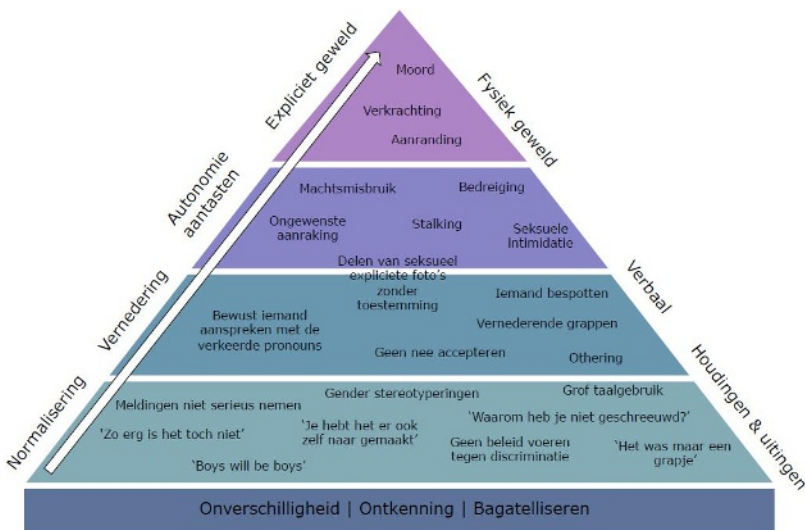 Expliciet geweld
Fysiek geweld
Moord
Verkrachting
Aanranding
Autonomie
aantasten
Machtsmisbruik
Bedreiging
Ongewenste
aanraking
Stalking
Seksuele
intimidatie
Delen van seksueel
expliciete foto's
zonder
toestemming
Vernedering
Verbaal
Iemand bespotten
Bewust iemand
aanspreken met de
verkeerde pronouns
Vernederende grappen
Geen nee accepteren
Othering
Normalisering
Houdingen & uitingen
Meldingen niet serieus nemen
Gender stereotyperingen
Grof taalgebruik
'Zo erg is het toch niet'
'Je hebt het er ook
zelf naar gemaakt'
'Waarom heb je niet geschreeuwd?'
'Boys will be boys'
Geen beleid voeren
tegen discriminatie
'Het was maar een
grapje'
Onverschilligheid | Ontkenning | Bagatelliseren